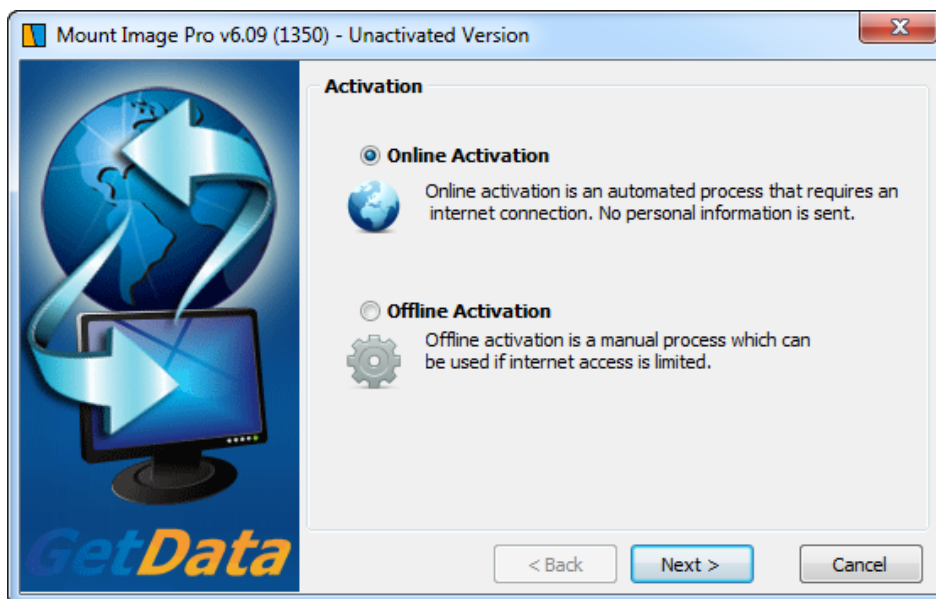 Mount Image Pro v6.09 (1350) - Unactivated Version
Activation
Online Activation
Online activation is an automated process that requires an
internet connection. No personal information is sent.
Offline Activation
Offline activation is a manual process which can
be used if internet access is limited.
GetData
< Back
Next >
Cancel